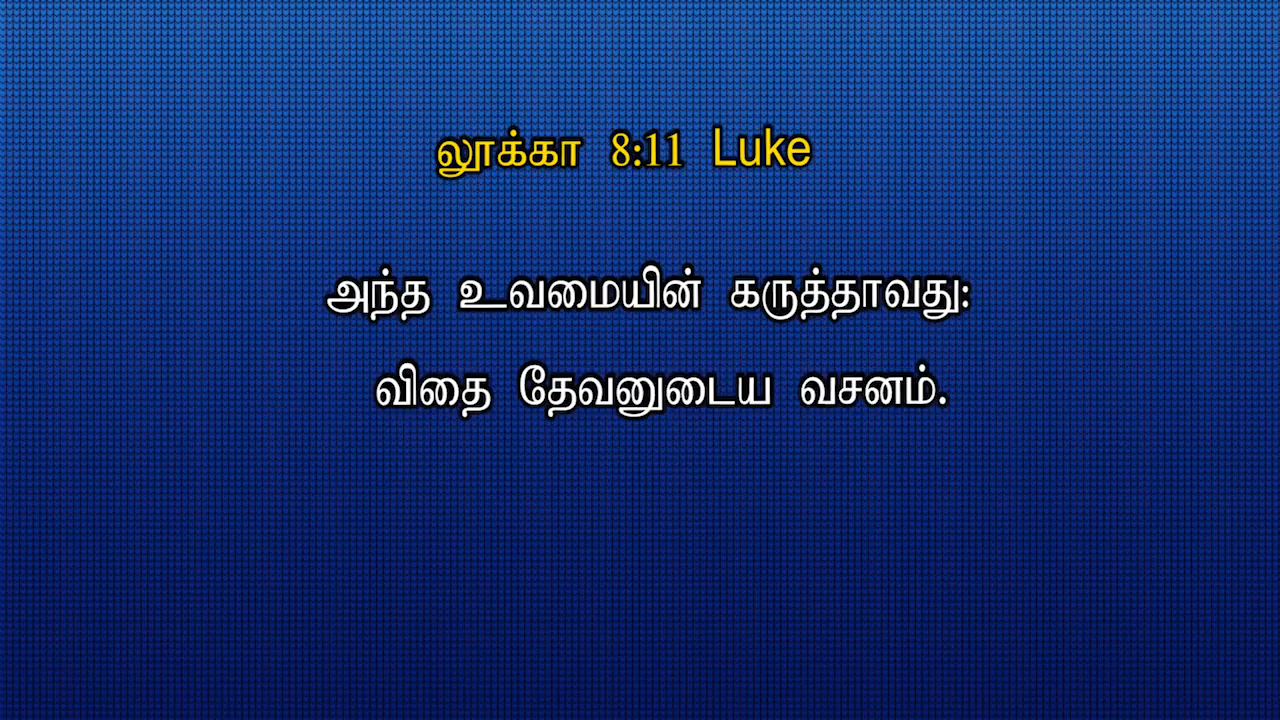 லூக்கா 8:11 Luke
அந்த உவமையின் கருத்தாவது:
விதை தேவனுடைய வசனம்.